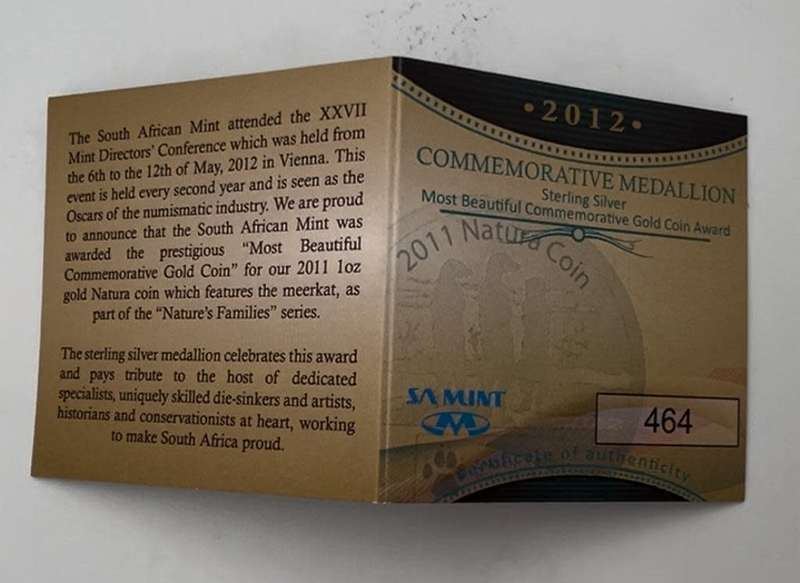 The South African Mint attended the XXVII
Mint Directors' Conference which was held from
the 6th to the 12th of May, 2012 in Vienna. This
event is held every second year and is seen as the
Oscars of the numismatic industry. We are proud
to announce that the South African Mint was
awarded the prestigious "Most Beautiful
Commemorative Gold Coin" for our 2011 1oz
gold Natura coin which features the meerkat, as
part of the "Nature's Families" series.
The sterling silver medallion celebrates this award
and pays tribute to the host of dedicated
specialists, uniquely skilled die-sinkers and artists,
historians and conservationists at heart, working
to make South Africa proud.
•2012•
COMMEMORATIVE MEDALLION
Sterling Silver
Most Beautiful Commemorative Gold Coin Award
2011 Natura Coin
SA MINT
464
certificate of authenticity